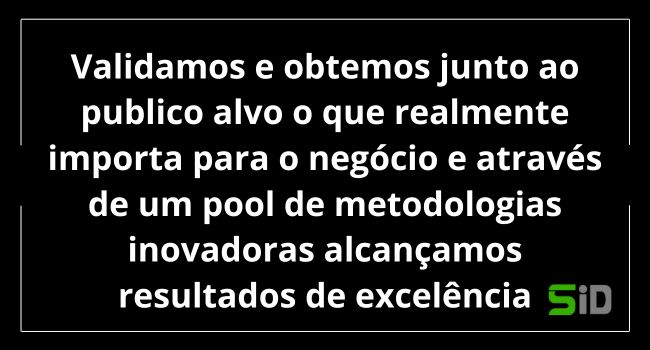 Validamos e obtemos junto ao
publico alvo o que realmente
importa para o negócio e através
de um pool de metodologias
inovadoras alcançamos
resultados de excelência
SiD